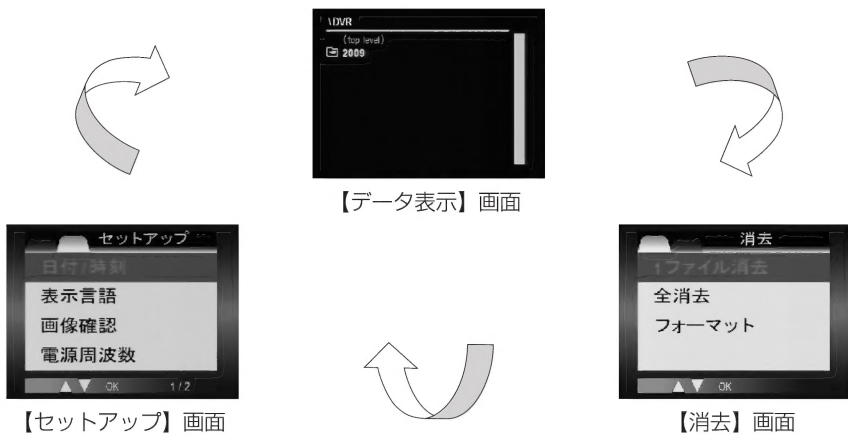 \DVR
(top level)
2009
【データ表示】画面
セットアップ
日付/時刻
表示言語
画像確認
電源周波数
OK 1/2
【セットアップ】画面
消去
1ファイル消去
全消去
フォーマット
OK
【消去】画面